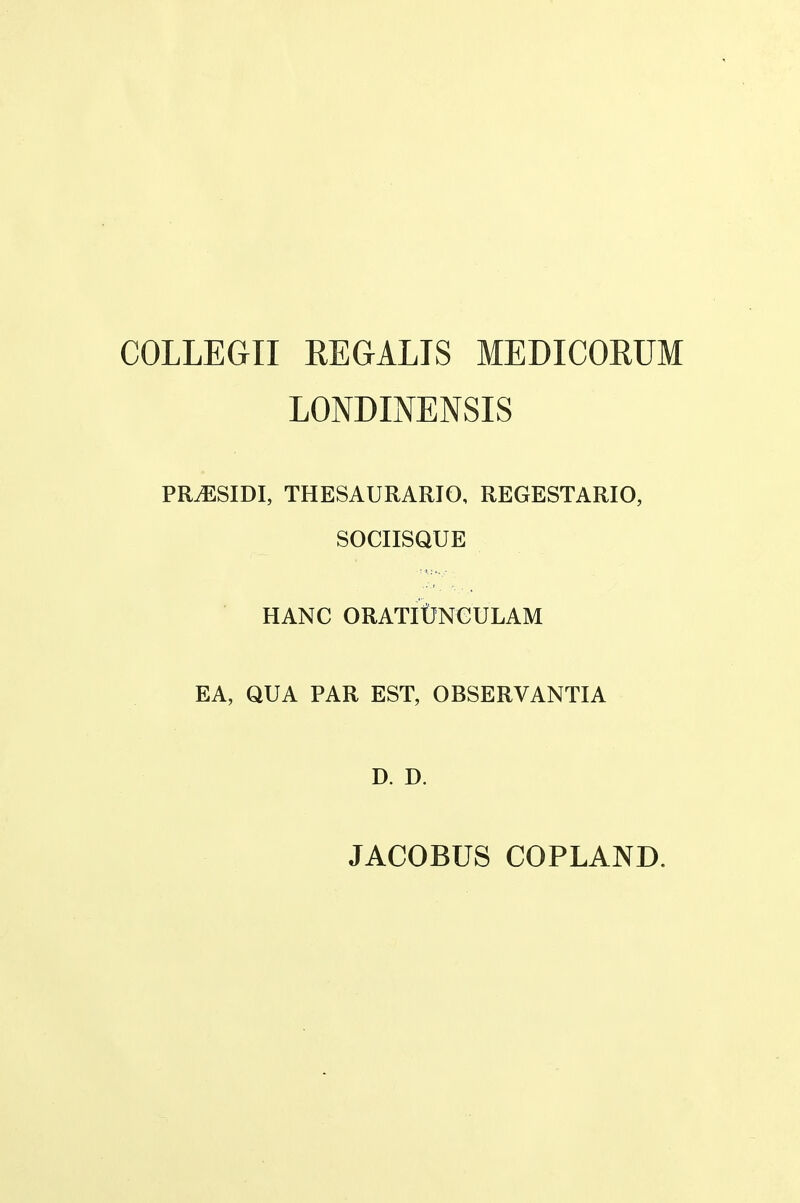 COLLEGII REGALIS MEDICORUM
LONDINENSIS
PRÆSIDI, THESAURARIO, REGESTARIO,
SOCIISQUE
HANC ORATIUNCULAM
EA, QUA PAR EST, OBSERVANTIA
D. D.
JACOBUS COPLAND.